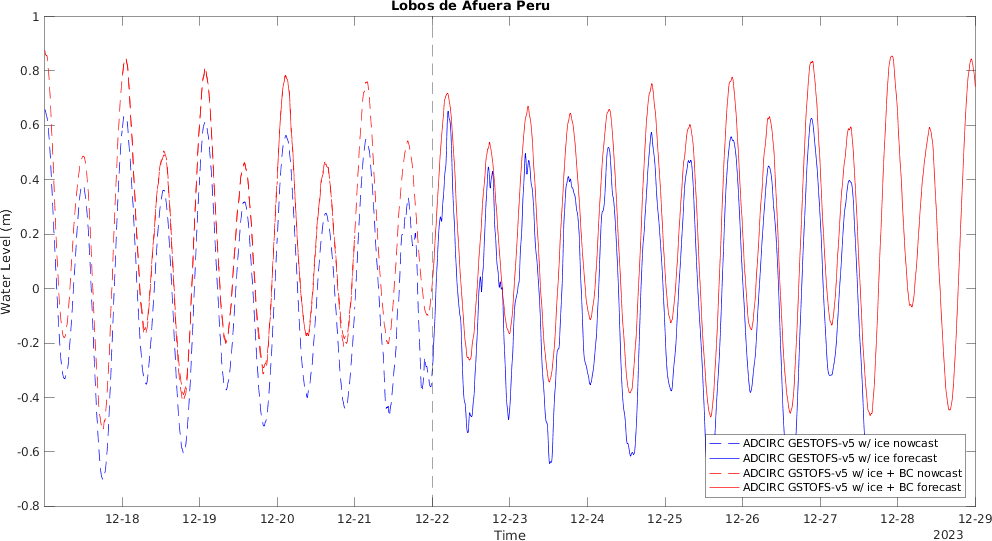 Lobos de Afuera Peru
1
0.8
0.6
0.4
0.2
0
-0.2
-0.4
-0.6
-0.8
Water Level (m)
ADCIRC GESTOFS-v5 w/ ice nowcast
ADCIRC GESTOFS-v5 w/ ice forecast
ADCIRC GSTOFS-v5 w/ ice + BC nowcast
ADCIRC GSTOFS-v5 w/ ice + BC forecast
12-18 12-19 12-20 12-21 12-22 12-23 12-24 12-25 12-26 12-27 12-28 12-29
Time
2023